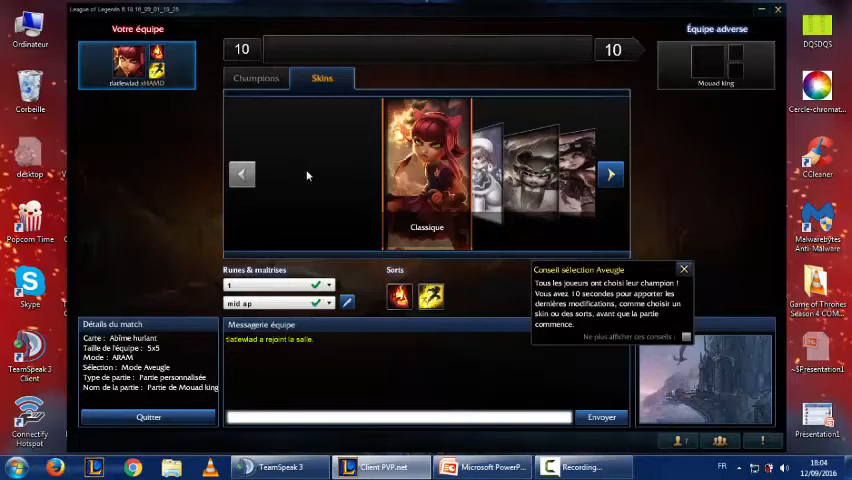 League of Legends 6.18.16_09_01_19_25
Votre équipe
Équipe adverse
10
10
tlatlewlad xHAMD
Mouad king
Champions
Skins
Classique
Runes & maîtrises
Sorts
1
mid ap
Conseil sélection Aveugle
Tous les joueurs ont choisi leur champion !
Vous avez 10 secondes pour apporter les
dernières modifications, comme choisir un
skin ou des sorts, avant que la partie
commence.
Ne plus afficher ces conseils :
Détails du match
Carte : Abîme hurlant
Taille de l'équipe : 5x5
Mode : ARAM
Sélection : Mode Aveugle
Type de partie : Partie personnalisée
Nom de la partie : Partie de Mouad king
Quitter
Messagerie équipe
tlatlewlad a rejoint la salle.
Envoyer
Ordinateur
Corbeille
desktop
Popcorn Time
Skype
TeamSpeak 3
Client
Connectify
Hotspot
DQSDQS
Cercle-chromat...
CCleaner
Malwarebytes
Anti-Malware
Game of Thrones
Season 4 COM...
~$Présentation1
Présentation1
TeamSpeak 3
Client PVP.net
Microsoft PowerP...
Recording...
FR
18:04
12/09/2016